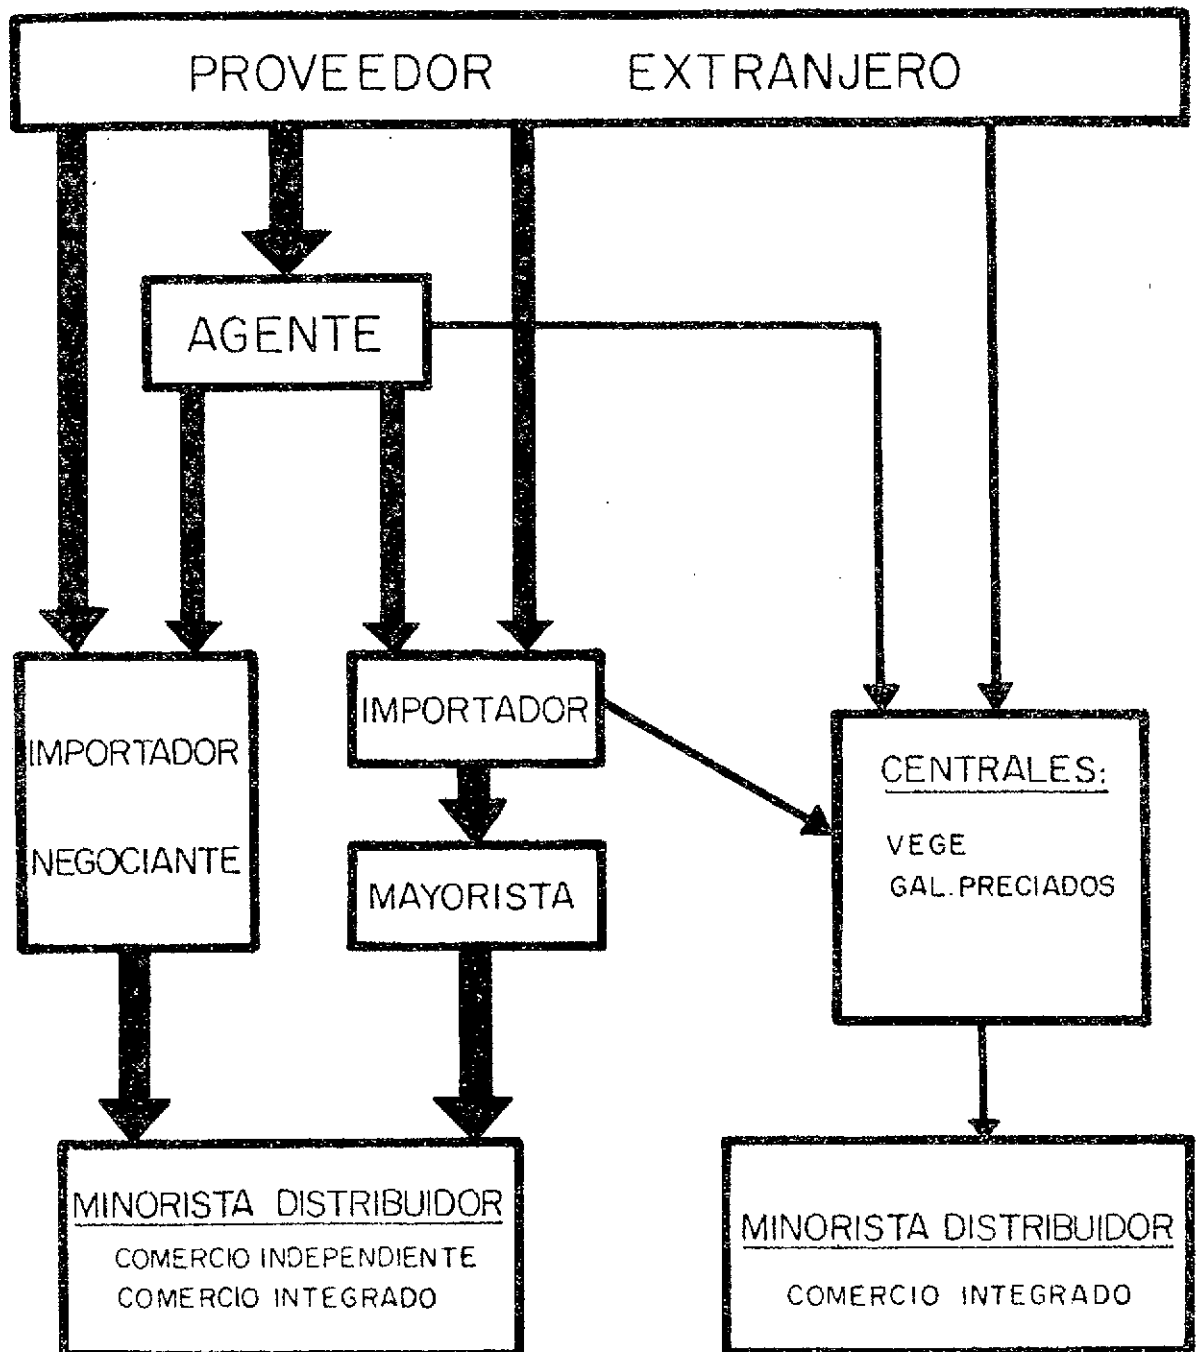 PROVEEDOR EXTRANJERO
AGENTE
IMPORTADOR
NEGOCIANTE
IMPORTADOR
MAYORISTA
CENTRALES:
VEGE
GAL. PRECIADOS
MINORISTA DISTRIBUIDOR
COMERCIO INDEPENDIENTE
COMERCIO INTEGRADO
MINORISTA DISTRIBUIDOR
COMERCIO INTEGRADO